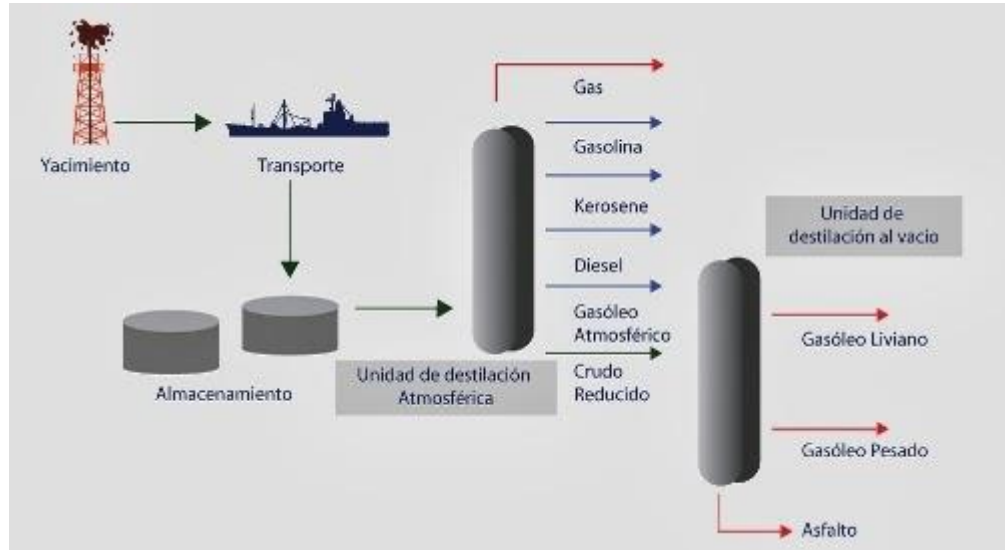 Yacimiento
Transporte
Almacenamiento
Unidad de destilación
Atmosférica
Gas
Gasolina
Kerosene
Diesel
Gasóleo
Atmosférico
Crudo
Reducido
Unidad de
destilación al vacio
Gasóleo Liviano
Gasóleo Pesado
Asfalto